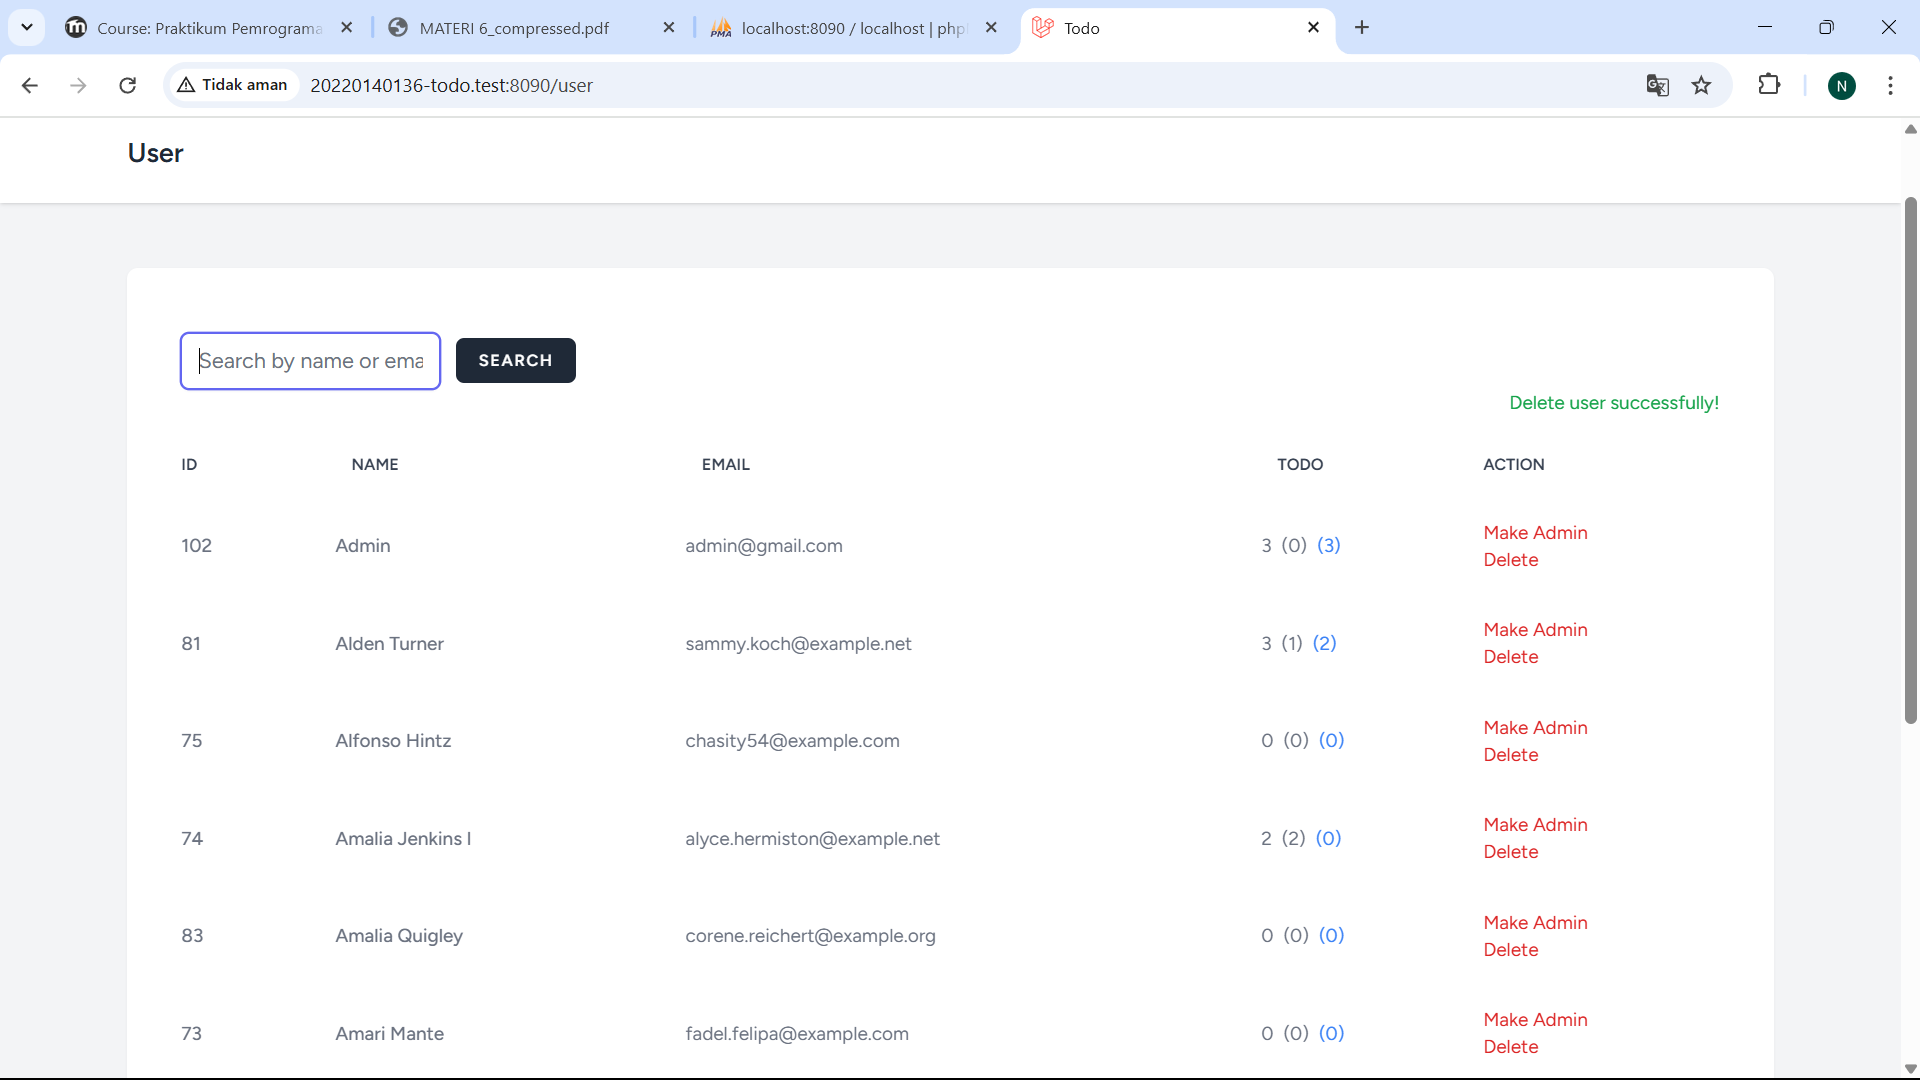 Course: Praktikum Pemrograma
MATERI 6_compressed.pdf
localhost:8090 / localhost | php
Todo
Tidak aman
20220140136-todo.test:8090/user
N
User
Search by name or ema
SEARCH
Delete user successfully!
ID NAME EMAIL TODO ACTION
102 Admin admin@gmail.com 3 (0) (3) Make Admin
Delete
81 Alden Turner sammy.koch@example.net 3 (1) (2) Make Admin
Delete
75 Alfonso Hintz chasity54@example.com 0 (0) (0) Make Admin
Delete
74 Amalia Jenkins I alyce.hermiston@example.net 2 (2) (0) Make Admin
Delete
83 Amalia Quigley corene.reichert@example.org 0 (0) (0) Make Admin
Delete
73 Amari Mante fadel.felipa@example.com 0 (0) (0) Make Admin
Delete